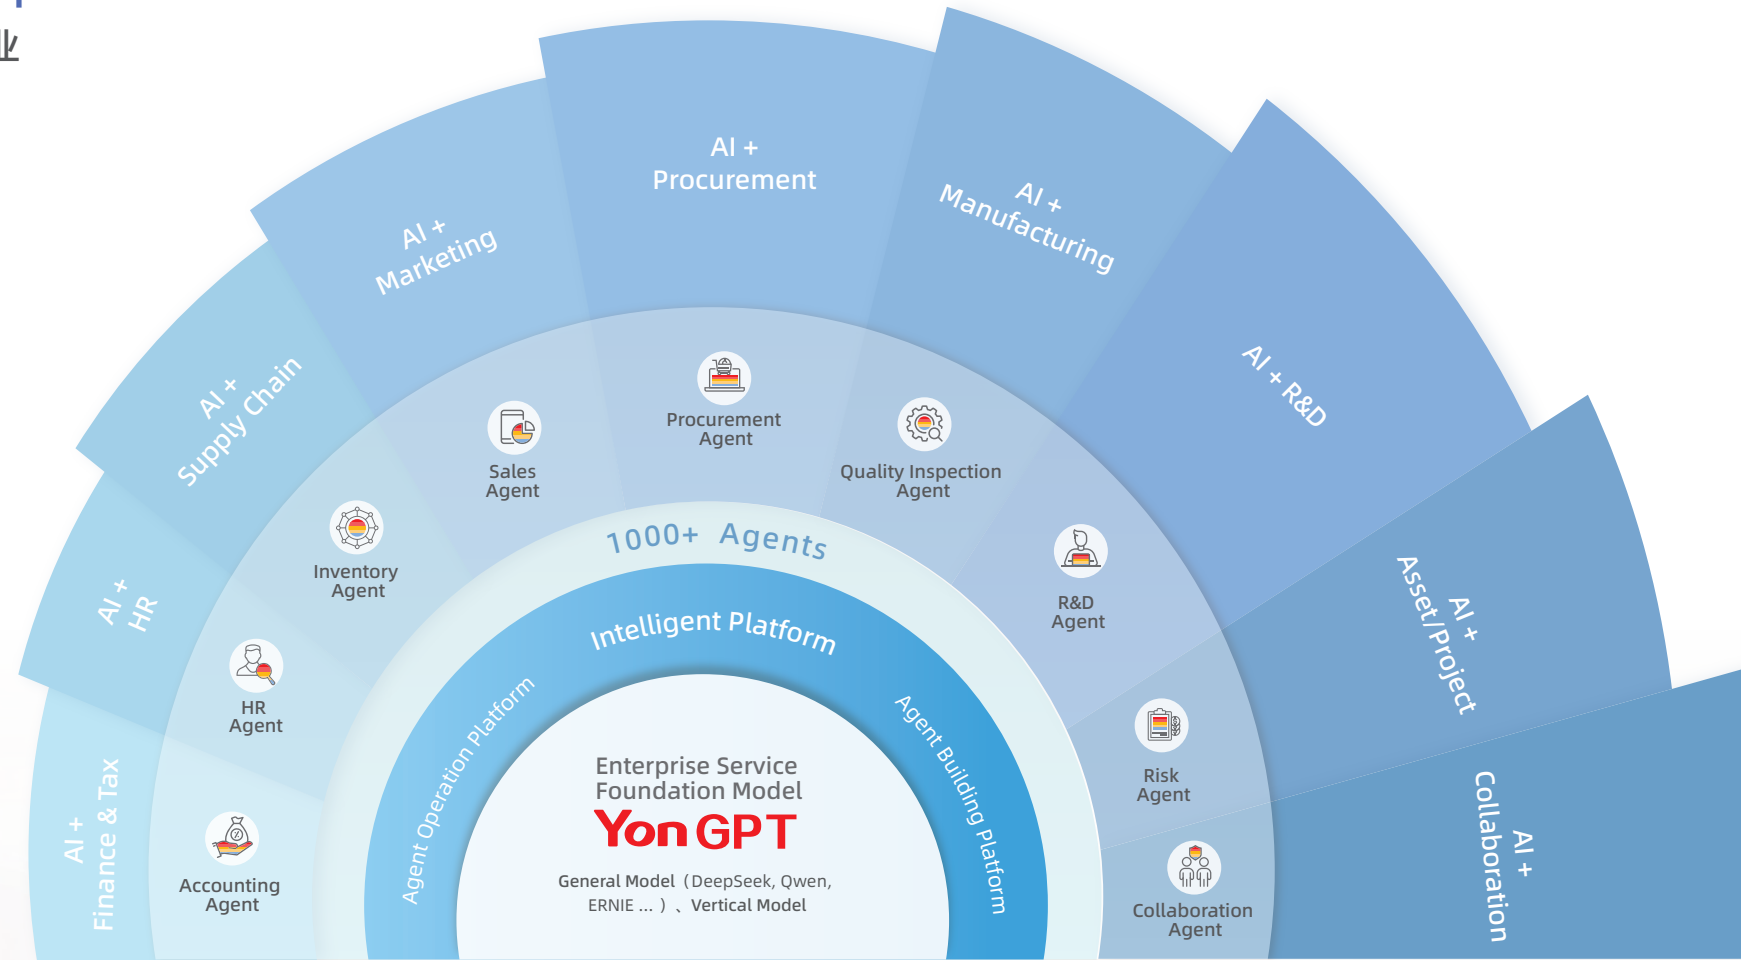 业
AI +
Finance & Tax
AI +
HR
AI +
Supply Chain
AI +
Marketing
AI +
Procurement
AI +
Manufacturing
AI + R&D
AI +
Asset/Project
AI +
Collaboration
Accounting
Agent
HR
Agent
Inventory
Agent
Sales
Agent
Procurement
Agent
Quality Inspection
Agent
R&D
Agent
Risk
Agent
Collaboration
Agent
1000+ Agents
Intelligent Platform
Agent Operation Platform
Agent Building Platform
Enterprise Service
Foundation Model
YonGPT
General Model（DeepSeek, Qwen,
ERNIE ... ）、Vertical Model